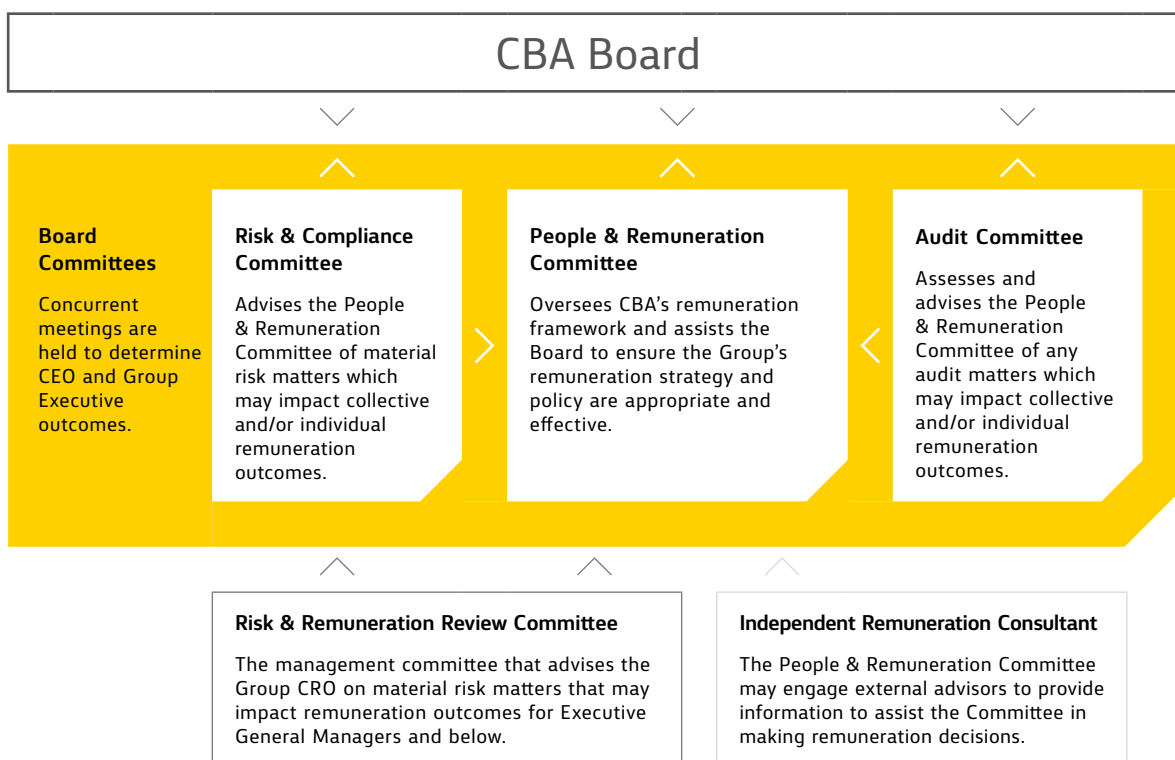 CBA Board
Board
Committees
Concurrent
meetings are
held to determine
CEO and Group
Executive
outcomes.
Risk & Compliance
Committee
Advises the People
& Remuneration
Committee of material
risk matters which
may impact collective
and/or individual
remuneration
outcomes.
People & Remuneration
Committee
Oversees CBA’s remuneration
framework and assists the
Board to ensure the Group’s
remuneration strategy and
policy are appropriate and
effective.
Audit Committee
Assesses and
advises the People
& Remuneration
Committee of any
audit matters which
may impact collective
and/or individual
remuneration
outcomes.
Risk & Remuneration Review Committee
The management committee that advises the
Group CRO on material risk matters that may
impact remuneration outcomes for Executive
General Managers and below.
Independent Remuneration Consultant
The People & Remuneration Committee
may engage external advisors to provide
information to assist the Committee in
making remuneration decisions.